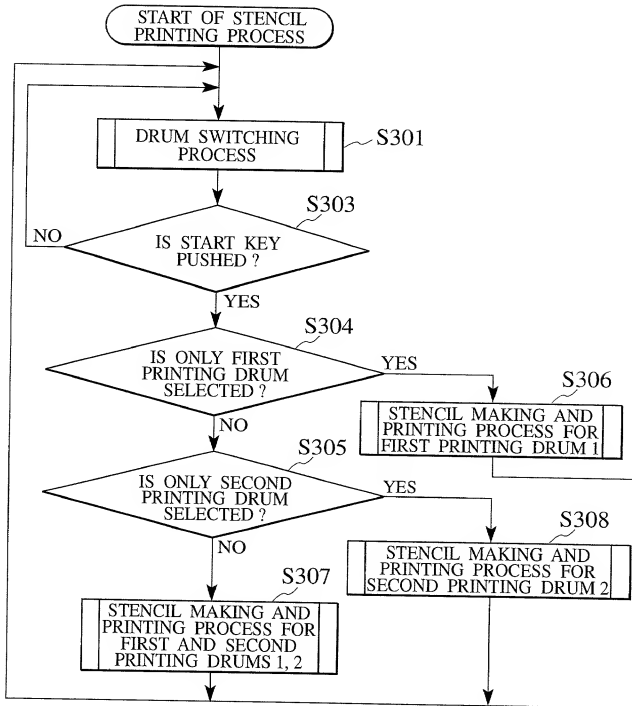 START OF STENCIL
PRINTING PROCESS
DRUM SWITCHING
PROCESS
S301
S303
IS START KEY
PUSHED ?
NO
YES
S304
IS ONLY FIRST
PRINTING DRUM
SELECTED ?
YES
NO
S306
STENCIL MAKING AND
PRINTING PROCESS FOR
FIRST PRINTING DRUM 1
S305
IS ONLY SECOND
PRINTING DRUM
SELECTED ?
YES
NO
S308
STENCIL MAKING AND
PRINTING PROCESS FOR
SECOND PRINTING DRUM 2
S307
STENCIL MAKING AND
PRINTING PROCESS FOR
FIRST AND SECOND
PRINTING DRUMS 1, 2